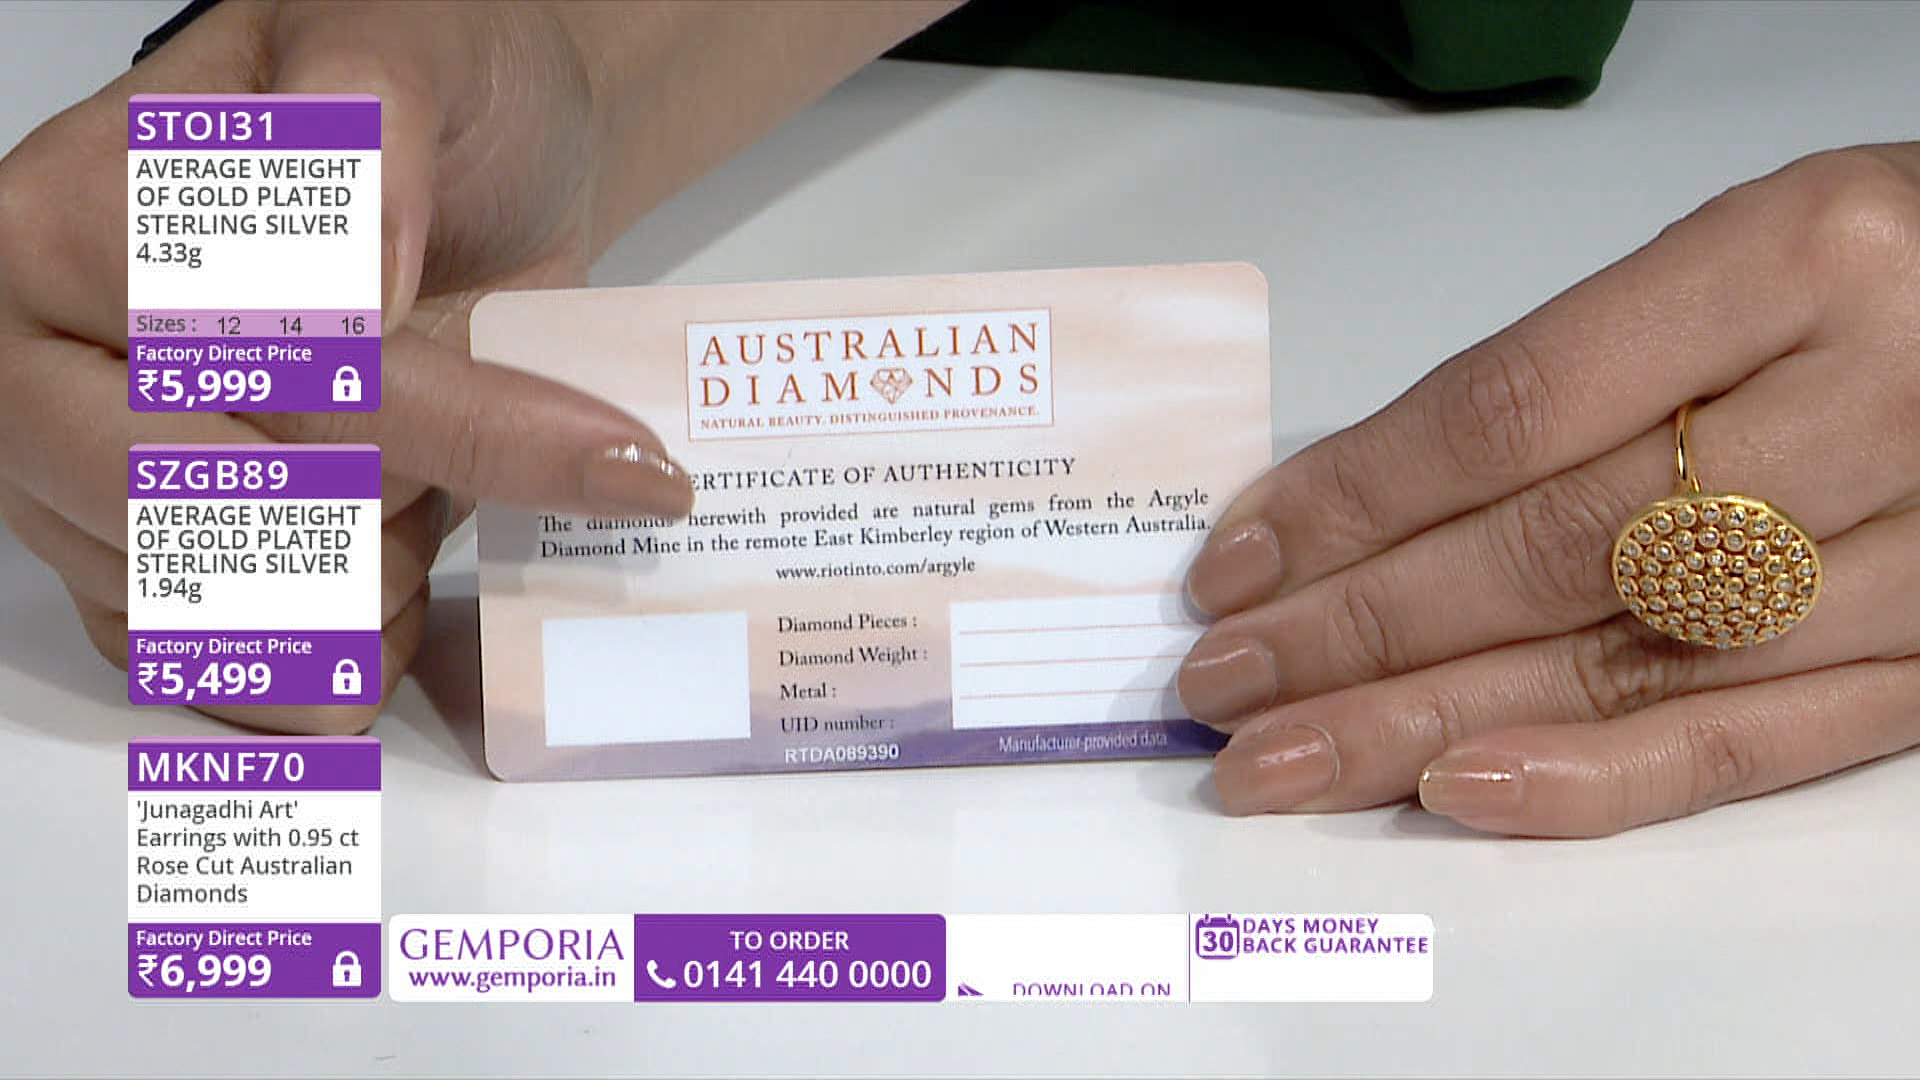 STOI31
AVERAGE WEIGHT
OF GOLD PLATED
STERLING SILVER
4.33g
Sizes : 12 14 16
Factory Direct Price
₹5,999
SZGB89
AVERAGE WEIGHT
OF GOLD PLATED
STERLING SILVER
1.94g
Factory Direct Price
₹5,499
MKNF70
'Junagadhi Art'
Earrings with 0.95 ct
Rose Cut Australian
Diamonds
Factory Direct Price
₹6,999
AUSTRALIAN
DIAMONDS
NATURAL BEAUTY. DISTINGUISHED PROVENANCE.
ERTIFICATE OF AUTHENTICITY
The diamonds herewith provided are natural gems from the Argyle
Diamond Mine in the remote East Kimberley region of Western Australia.
www.riotinto.com/argyle
Diamond Pieces :
Diamond Weight :
Metal :
UID number :
RTDA089390
Manufacturer-provided data
GEMPORIA
www.gemporia.in
TO ORDER
0141 440 0000
DOWNLOAD ON
30 DAYS MONEY
BACK GUARANTEE